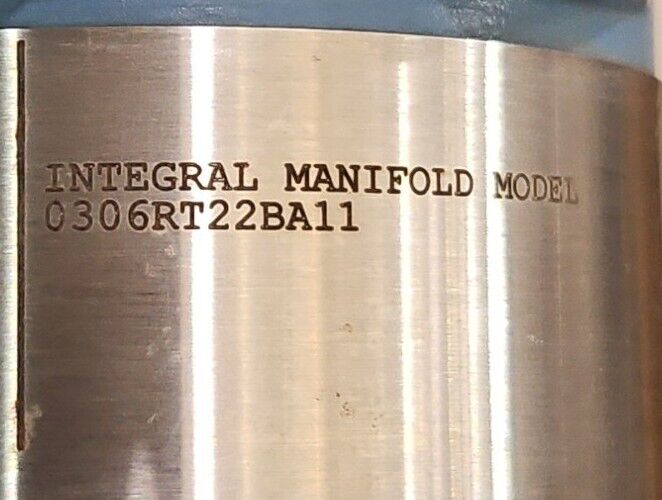 INTEGRAL MANIFOLD MODEL
0306RT22BA11